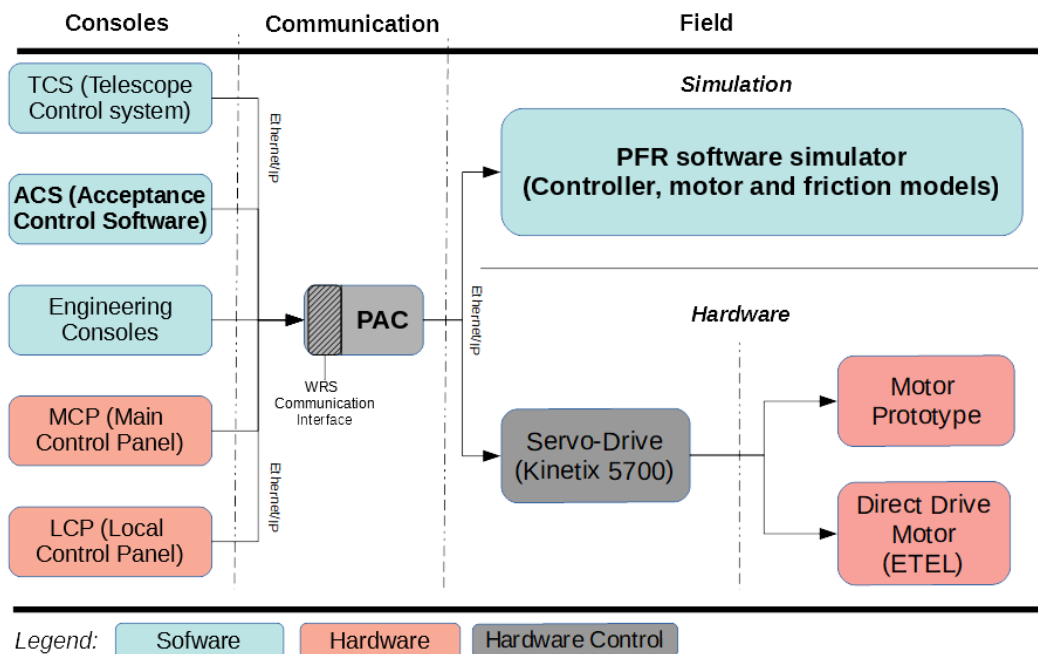 Consoles
Communication
Field
TCS (Telescope
Control system)
ACS (Acceptance
Control Software)
Engineering
Consoles
MCP (Main
Control Panel)
LCP (Local
Control Panel)
Ethernet/IP
Ethernet/IP
PAC
WRS
Communication
Interface
Ethernet/IP
Simulation
PFR software simulator
(Controller, motor and friction models)
Hardware
Servo-Drive
(Kinetix 5700)
Motor
Prototype
Direct Drive
Motor
(ETEL)
Legend:
Sofware
Hardware
Hardware Control